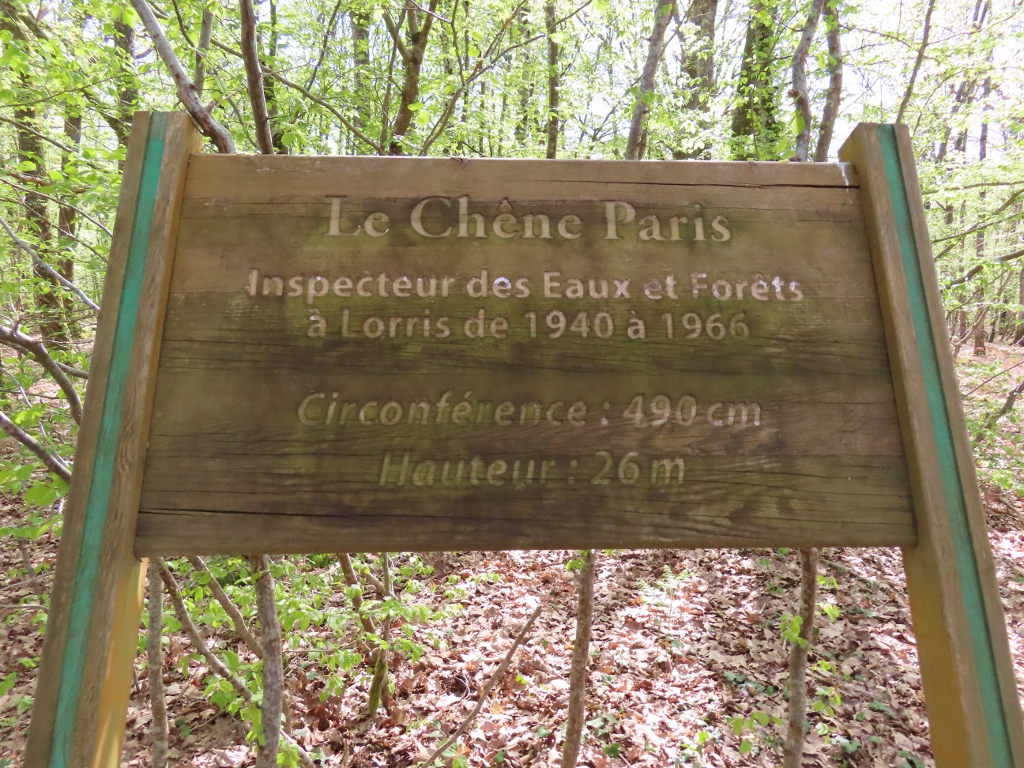 Le Chêne Paris
Inspecteur des Eaux et Forêts
à Lorris de 1940 à 1966
Circonférence : 490 cm
Hauteur : 26 m